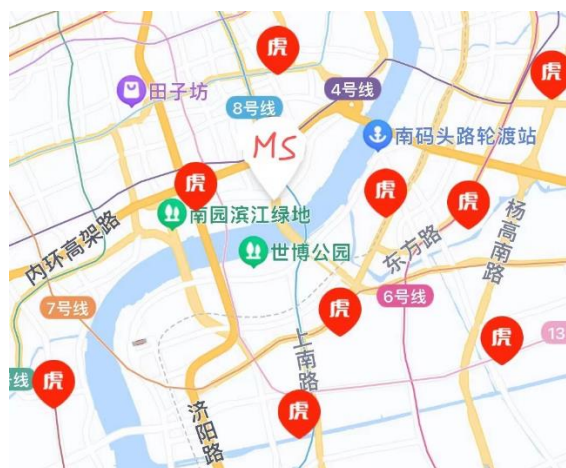 虎
虎
田子坊
8号线
4号线
MS
南码头路轮渡站
虎
虎
虎
南园滨江绿地
内环高架路
世博公园
东方路
杨高南路
7号线
6号线
虎
上南路
虎
13
号线
虎
虎
济阳路